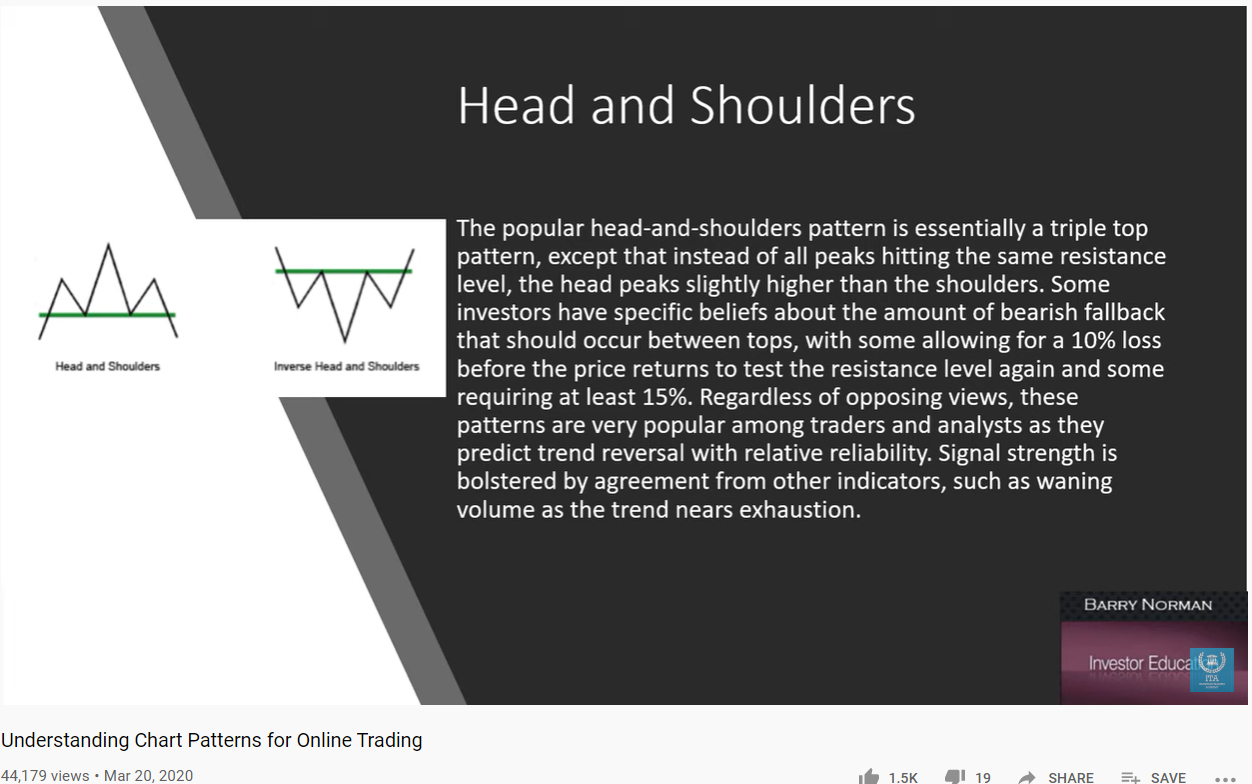 Head and Shoulders
The popular head-and-shoulders pattern is essentially a triple top
pattern, except that instead of all peaks hitting the same resistance
level, the head peaks slightly higher than the shoulders. Some
investors have specific beliefs about the amount of bearish fallback
that should occur between tops, with some allowing for a 10% loss
before the price returns to test the resistance level again and some
requiring at least 15%. Regardless of opposing views, these
patterns are very popular among traders and analysts as they
predict trend reversal with relative reliability. Signal strength is
bolstered by agreement from other indicators, such as waning
volume as the trend nears exhaustion.
Head and Shoulders
Inverse Head and Shoulders
BARRY NORMAN
Investor Educat
ITA
Understanding Chart Patterns for Online Trading
44,179 views • Mar 20, 2020
1.5K
19
SHARE
SAVE